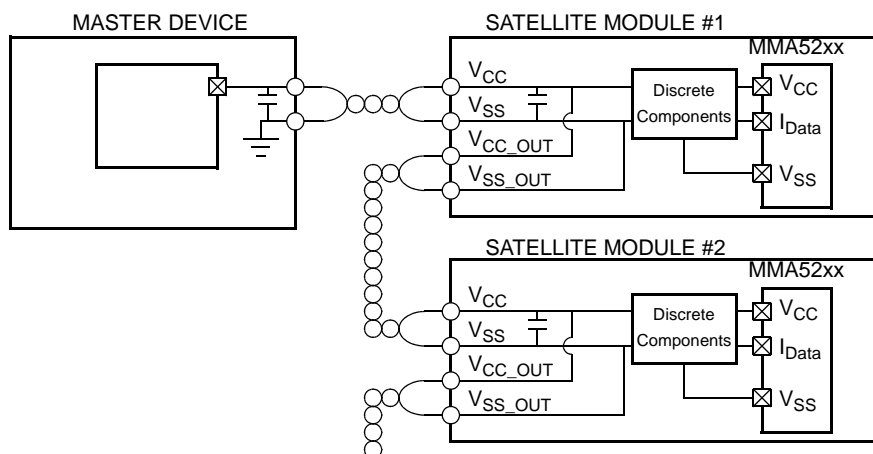 MASTER DEVICE
SATELLITE MODULE #1
MMA52xx
VCC
VSS
VCC_OUT
VSS_OUT
Discrete
Components
VCC
IData
VSS
SATELLITE MODULE #2
MMA52xx
VCC
VSS
VCC_OUT
VSS_OUT
Discrete
Components
VCC
IData
VSS